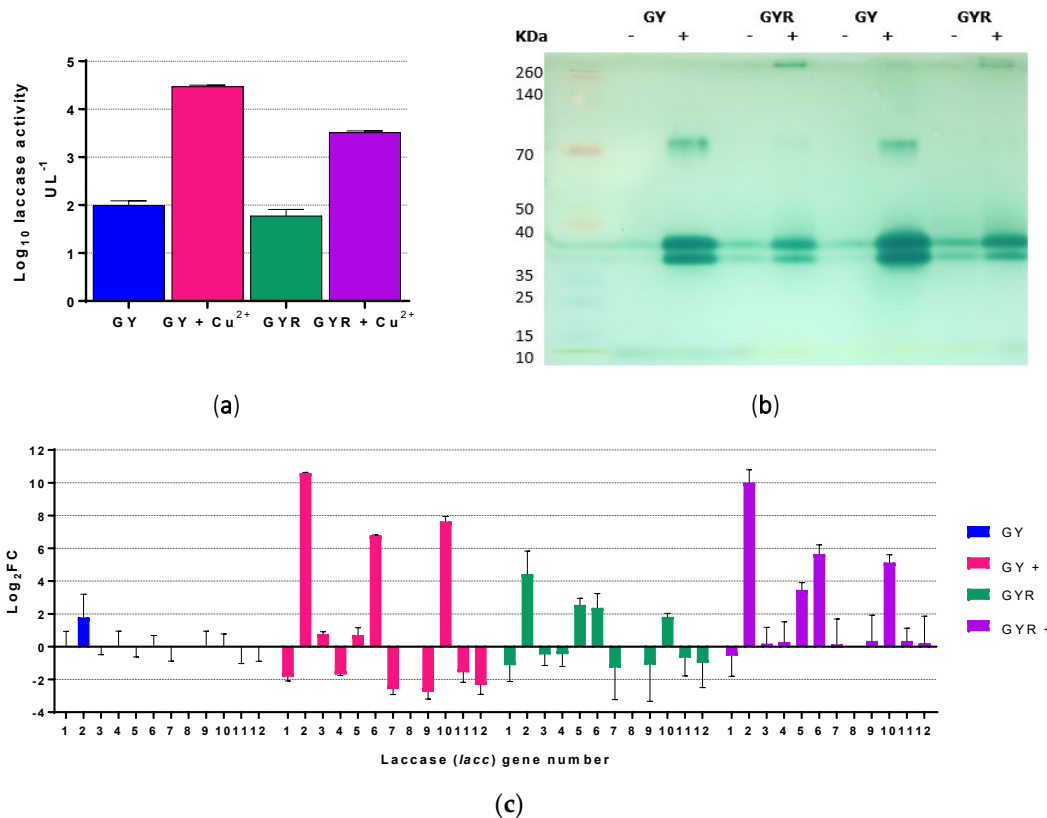 5
4
3
2
1
0
Log10 laccase activity
UL-1
GY
GY + Cu2+
GYR
GYR + Cu2+
(a)
GY GYR GY GYR
KDa - + - + - + - +
260
140
70
50
40
35
25
15
10
(b)
12
10
8
6
4
2
0
-2
-4
Log2FC
1 2 3 4 5 6 7 8 9 10 11 12 1 2 3 4 5 6 7 8 9 10 11 12 1 2 3 4 5 6 7 8 9 10 11 12 1 2 3 4 5 6 7 8 9 10 11 12
Laccase (lacc) gene number
GY
GY +
GYR
GYR +
(c)